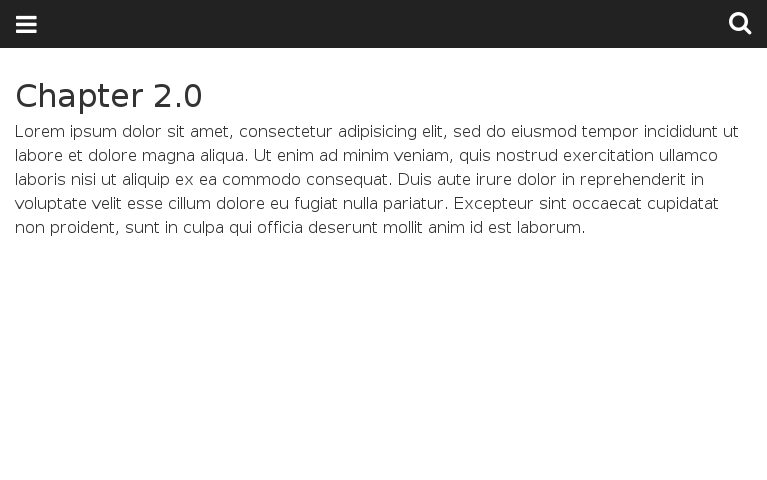 Chapter 2.0
Lorem ipsum dolor sit amet, consectetur adipisicing elit, sed do eiusmod tempor incididunt ut
labore et dolore magna aliqua. Ut enim ad minim veniam, quis nostrud exercitation ullamco
laboris nisi ut aliquip ex ea commodo consequat. Duis aute irure dolor in reprehenderit in
voluptate velit esse cillum dolore eu fugiat nulla pariatur. Excepteur sint occaecat cupidatat
non proident, sunt in culpa qui officia deserunt mollit anim id est laborum.